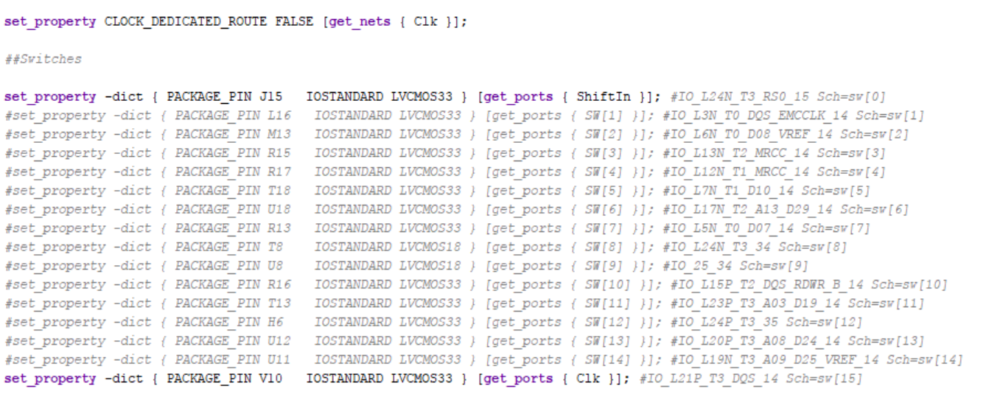 set_property CLOCK_DEDICATED_ROUTE FALSE [get_nets { Clk }];
##Switches
set_property -dict { PACKAGE_PIN J15   IOSTANDARD LVCMOS33 } [get_ports { ShiftIn }]; #IO_L24N_T3_RS0_15 Sch=sw[0]
#set_property -dict { PACKAGE_PIN L16   IOSTANDARD LVCMOS33 } [get_ports { SW[1] }]; #IO_L3N_T0_DQS_EMCCLK_14 Sch=sw[1]
#set_property -dict { PACKAGE_PIN M13   IOSTANDARD LVCMOS33 } [get_ports { SW[2] }]; #IO_L6N_T0_D08_VREF_14 Sch=sw[2]
#set_property -dict { PACKAGE_PIN R15   IOSTANDARD LVCMOS33 } [get_ports { SW[3] }]; #IO_L13N_T2_MRCC_14 Sch=sw[3]
#set_property -dict { PACKAGE_PIN R17   IOSTANDARD LVCMOS33 } [get_ports { SW[4] }]; #IO_L12N_T1_MRCC_14 Sch=sw[4]
#set_property -dict { PACKAGE_PIN T18   IOSTANDARD LVCMOS33 } [get_ports { SW[5] }]; #IO_L7N_T1_D10_14 Sch=sw[5]
#set_property -dict { PACKAGE_PIN U18   IOSTANDARD LVCMOS33 } [get_ports { SW[6] }]; #IO_L17N_T2_A13_D29_14 Sch=sw[6]
#set_property -dict { PACKAGE_PIN R13   IOSTANDARD LVCMOS33 } [get_ports { SW[7] }]; #IO_L5N_T0_D07_14 Sch=sw[7]
#set_property -dict { PACKAGE_PIN T8    IOSTANDARD LVCMOS18 } [get_ports { SW[8] }]; #IO_L24N_T3_34 Sch=sw[8]
#set_property -dict { PACKAGE_PIN U8    IOSTANDARD LVCMOS18 } [get_ports { SW[9] }]; #IO_25_34 Sch=sw[9]
#set_property -dict { PACKAGE_PIN R16   IOSTANDARD LVCMOS33 } [get_ports { SW[10] }]; #IO_L15P_T2_DQS_RDWR_B_14 Sch=sw[10]
#set_property -dict { PACKAGE_PIN T13   IOSTANDARD LVCMOS33 } [get_ports { SW[11] }]; #IO_L23P_T3_A03_D19_14 Sch=sw[11]
#set_property -dict { PACKAGE_PIN H6    IOSTANDARD LVCMOS33 } [get_ports { SW[12] }]; #IO_L24P_T3_35 Sch=sw[12]
#set_property -dict { PACKAGE_PIN U12   IOSTANDARD LVCMOS33 } [get_ports { SW[13] }]; #IO_L20P_T3_A08_D24_14 Sch=sw[13]
#set_property -dict { PACKAGE_PIN U11   IOSTANDARD LVCMOS33 } [get_ports { SW[14] }]; #IO_L19N_T3_A09_D25_VREF_14 Sch=sw[14]
set_property -dict { PACKAGE_PIN V10   IOSTANDARD LVCMOS33 } [get_ports { Clk }]; #IO_L21P_T3_DQS_14 Sch=sw[15]